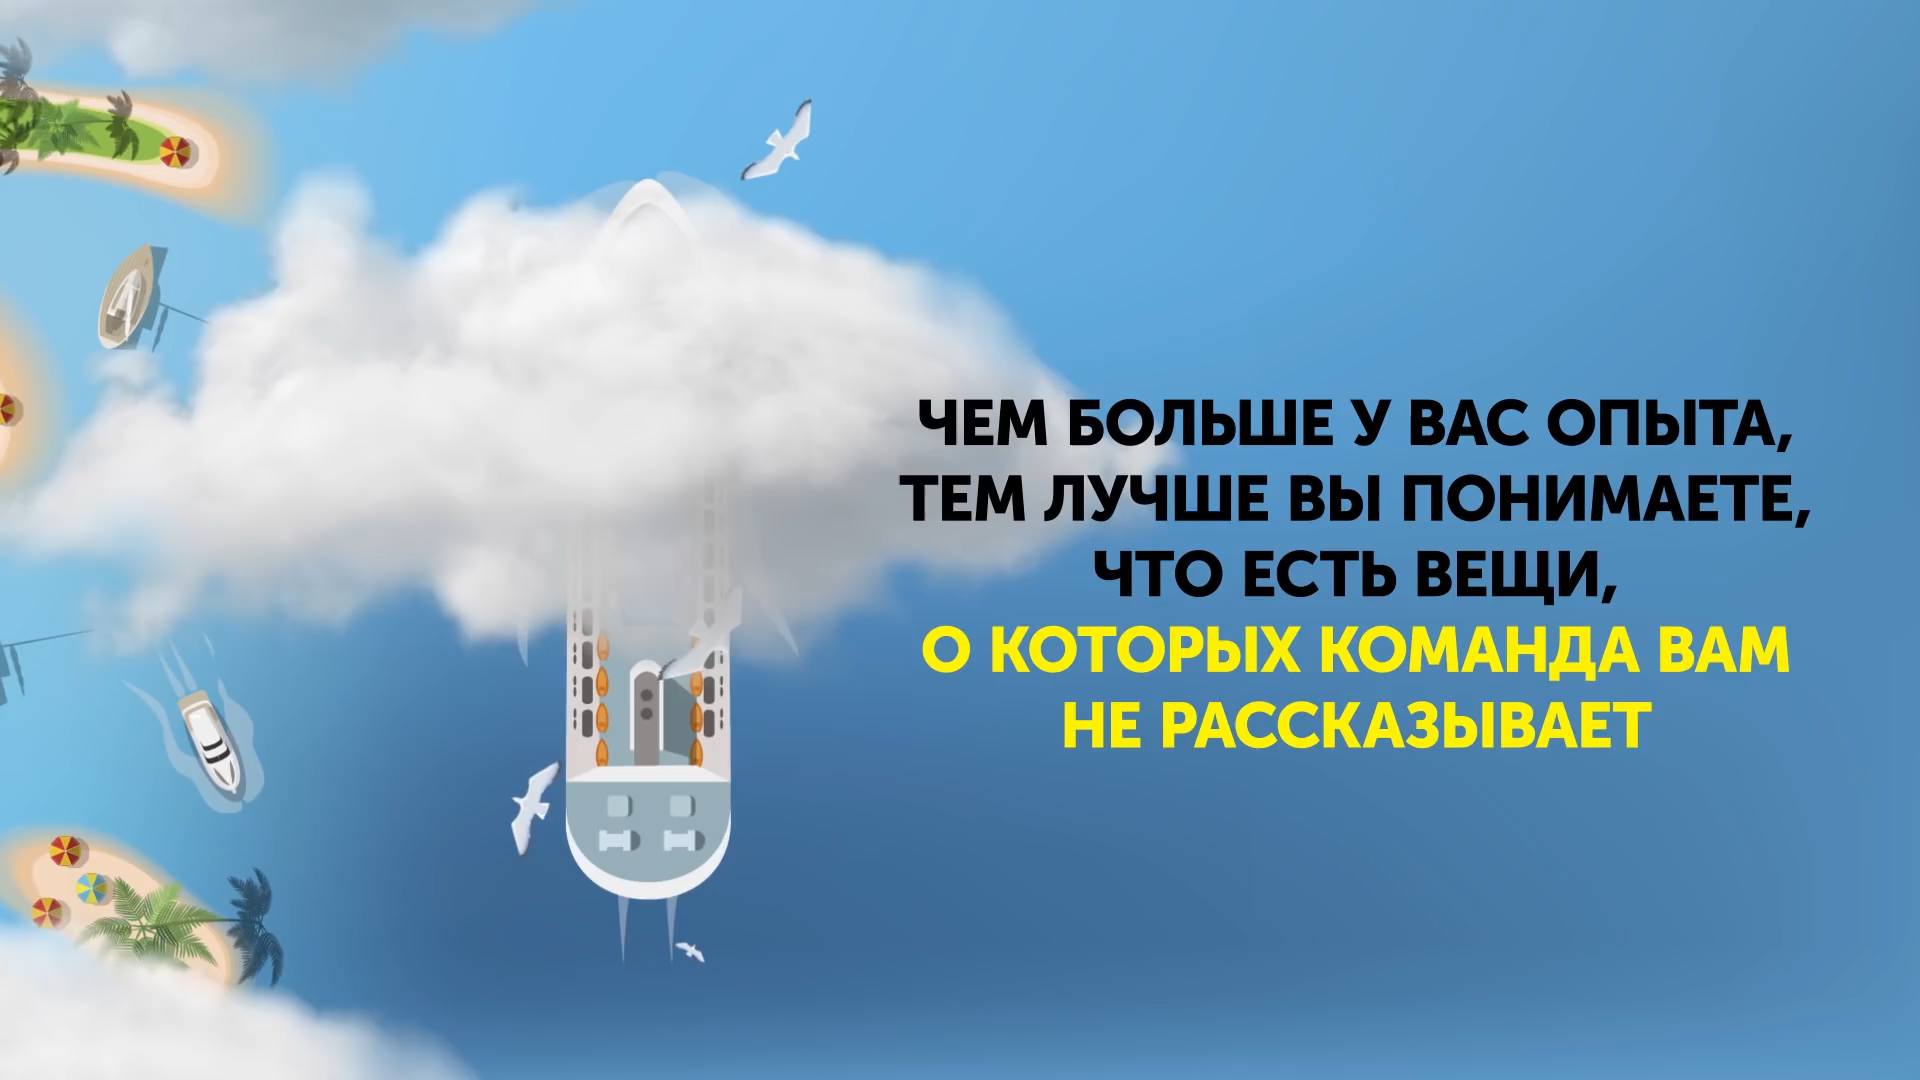 ЧЕМ БОЛЬШЕ У ВАС ОПЫТА,
ТЕМ ЛУЧШЕ ВЫ ПОНИМАЕТЕ,
ЧТО ЕСТЬ ВЕЩИ,
О КОТОРЫХ КОМАНДА ВАМ
НЕ РАССКАЗЫВАЕТ